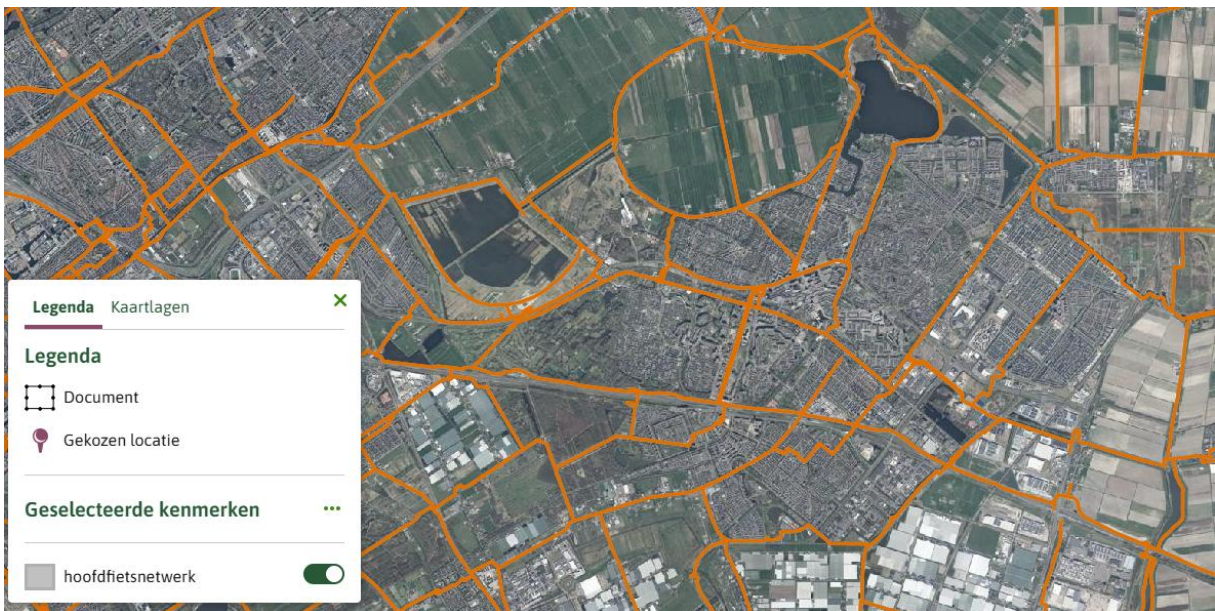 Legenda Kaartlagen
Legenda
Document
Gekozen locatie
Geselecteerde kenmerken
hoofdfietsnetwerk